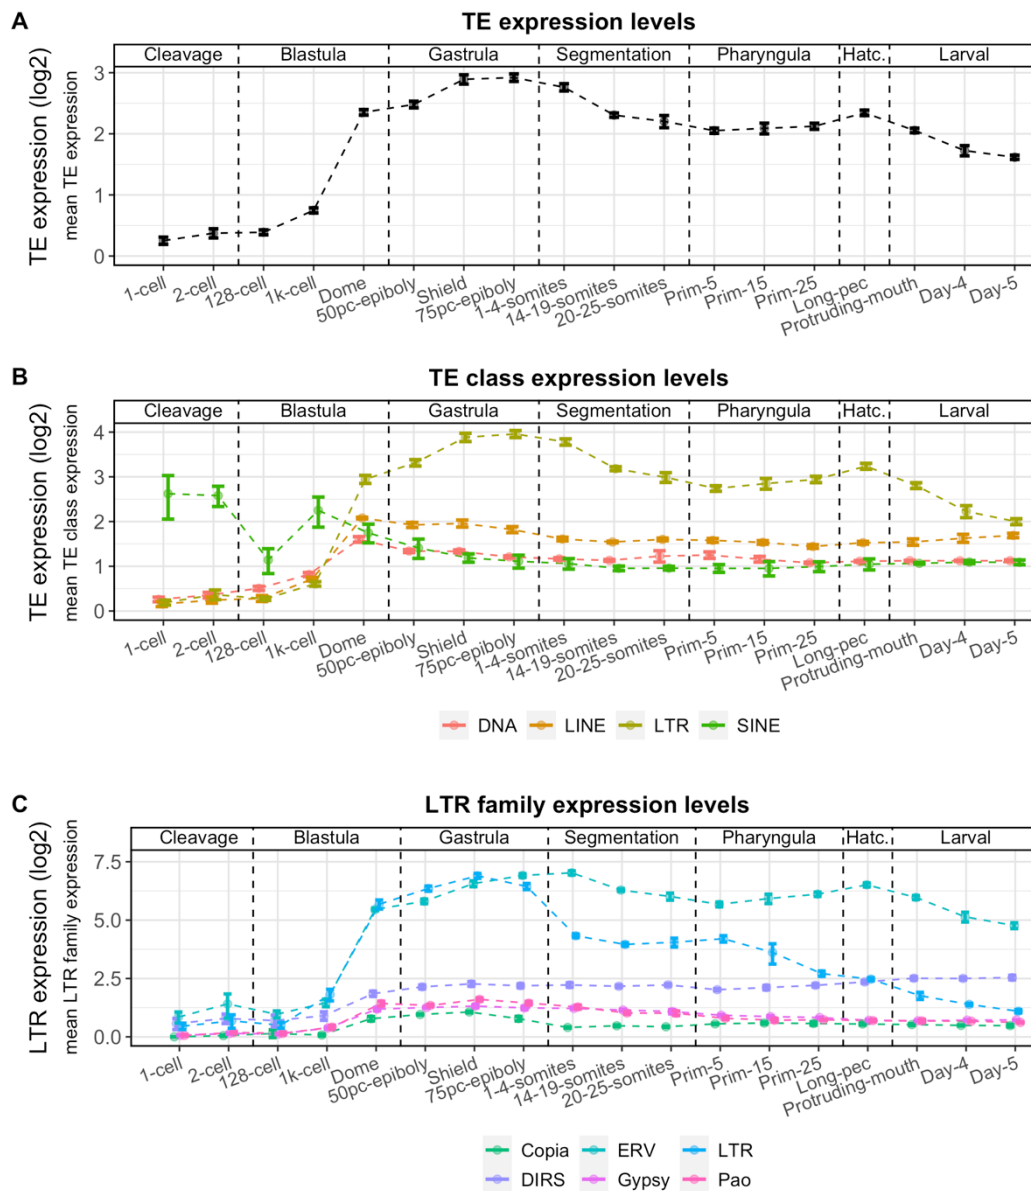 A
TE expression levels
Cleavage Blastula Gastrula Segmentation Pharyngula Hatc. Larval
TE expression (log2)
mean TE expression
3
2
1
0
1-cell 2-cell 128-cell 1k-cell Dome 50pc-epiboly Shield 75pc-epiboly 1-4-somites 14-19-somites 20-25-somites Prim-5 Prim-15 Prim-25 Long-pec Protruding-mouth Day-4 Day-5
B
TE class expression levels
Cleavage Blastula Gastrula Segmentation Pharyngula Hatc. Larval
TE expression (log2)
mean TE class expression
4
3
2
1
0
1-cell 2-cell 128-cell 1k-cell Dome 50pc-epiboly Shield 75pc-epiboly 1-4-somites 14-19-somites 20-25-somites Prim-5 Prim-15 Prim-25 Long-pec Protruding-mouth Day-4 Day-5
DNA LINE LTR SINE
C
LTR family expression levels
Cleavage Blastula Gastrula Segmentation Pharyngula Hatc. Larval
LTR expression (log2)
mean LTR family expression
7.5
5.0
2.5
0.0
1-cell 2-cell 128-cell 1k-cell Dome 50pc-epiboly Shield 75pc-epiboly 1-4-somites 14-19-somites 20-25-somites Prim-5 Prim-15 Prim-25 Long-pec Protruding-mouth Day-4 Day-5
Copia ERV LTR
DIRS Gypsy Pao